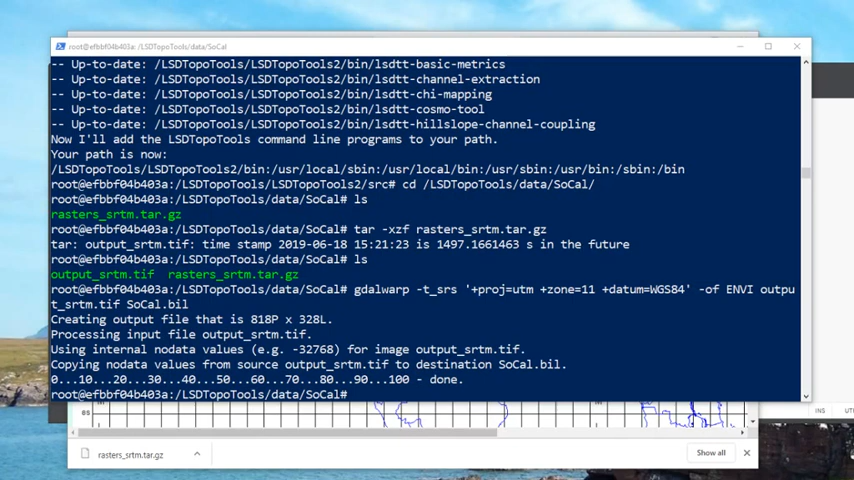 root@efbbf04b403a: /LSDTopoTools/data/SoCal
-- Up-to-date: /LSDTopoTools/LSDTopoTools2/bin/lsdtt-basic-metrics
-- Up-to-date: /LSDTopoTools/LSDTopoTools2/bin/lsdtt-channel-extraction
-- Up-to-date: /LSDTopoTools/LSDTopoTools2/bin/lsdtt-chi-mapping
-- Up-to-date: /LSDTopoTools/LSDTopoTools2/bin/lsdtt-cosmo-tool
-- Up-to-date: /LSDTopoTools/LSDTopoTools2/bin/lsdtt-hillslope-channel-coupling
Now I'll add the LSDTopoTools command line programs to your path.
Your path is now:
/LSDTopoTools/LSDTopoTools2/bin:/usr/local/sbin:/usr/local/bin:/usr/sbin:/usr/bin:/sbin:/bin
root@efbbf04b403a:/LSDTopoTools/LSDTopoTools2/src# cd /LSDTopoTools/data/SoCal/
root@efbbf04b403a:/LSDTopoTools/data/SoCal# ls
rasters_srtm.tar.gz
root@efbbf04b403a:/LSDTopoTools/data/SoCal# tar -xzf rasters_srtm.tar.gz
tar: output_srtm.tif: time stamp 2019-06-18 15:21:23 is 1497.1661463 s in the future
root@efbbf04b403a:/LSDTopoTools/data/SoCal# ls
output_srtm.tif  rasters_srtm.tar.gz
root@efbbf04b403a:/LSDTopoTools/data/SoCal# gdalwarp -t_srs '+proj=utm +zone=11 +datum=WGS84' -of ENVI outpu
t_srtm.tif SoCal.bil
Creating output file that is 818P x 328L.
Processing input file output_srtm.tif.
Using internal nodata values (e.g. -32768) for image output_srtm.tif.
Copying nodata values from source output_srtm.tif to destination SoCal.bil.
0...10...20...30...40...50...60...70...80...90...100 - done.
root@efbbf04b403a:/LSDTopoTools/data/SoCal#
INS
rasters_srtm.tar.gz
Show all